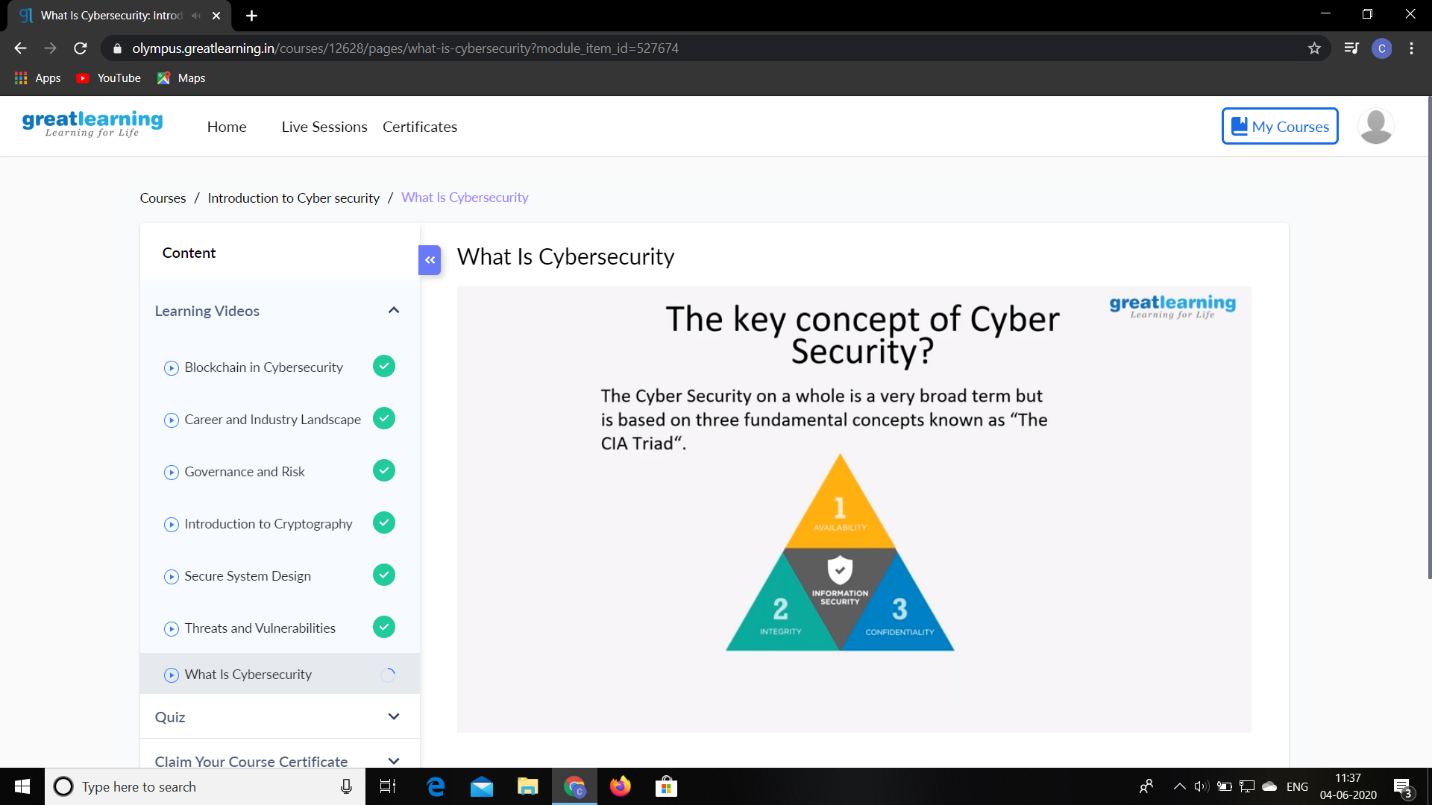 What Is Cybersecurity: Introd
olympus.greatlearning.in/courses/12628/pages/what-is-cybersecurity?module_item_id=527674
C
Apps YouTube Maps
greatlearning
Learning for Life
Home Live Sessions Certificates
My Courses
Courses / Introduction to Cyber security / What Is Cybersecurity
Content
Learning Videos
Blockchain in Cybersecurity
Career and Industry Landscape
Governance and Risk
Introduction to Cryptography
Secure System Design
Threats and Vulnerabilities
What Is Cybersecurity
Quiz
Claim Your Course Certificate
What Is Cybersecurity
greatlearning
Learning for Life
The key concept of Cyber
Security?
The Cyber Security on a whole is a very broad term but
is based on three fundamental concepts known as “The
CIA Triad“.
1
AVAILABILITY
INFORMATION
SECURITY
2
INTEGRITY
3
CONFIDENTIALITY
Type here to search
C
ENG
11:37
04-06-2020
3